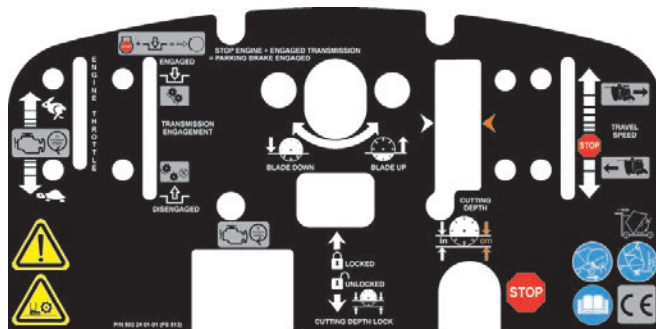 STOP
STOP ENGINE + ENGAGED TRANSMISSION
= PARKING BRAKE ENGAGED
ENGINE THROTTLE
ENGAGED
TRANSMISSION
ENGAGEMENT
DISENGAGED
BLADE DOWN
BLADE UP
TRAVEL
SPEED
STOP
CUTTING
DEPTH
in
cm
LOCKED
UNLOCKED
CUTTING DEPTH LOCK
STOP
CE